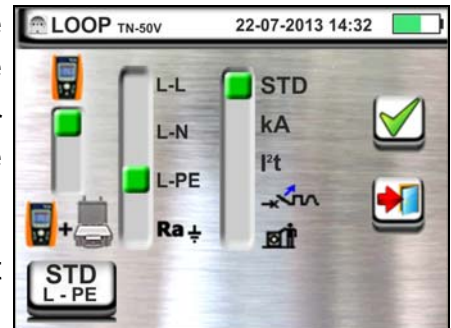 LOOP TN-50V 22-07-2013 14:32
L-L STD
L-N kA
L-PE I²t
Ra
+
STD
L - PE